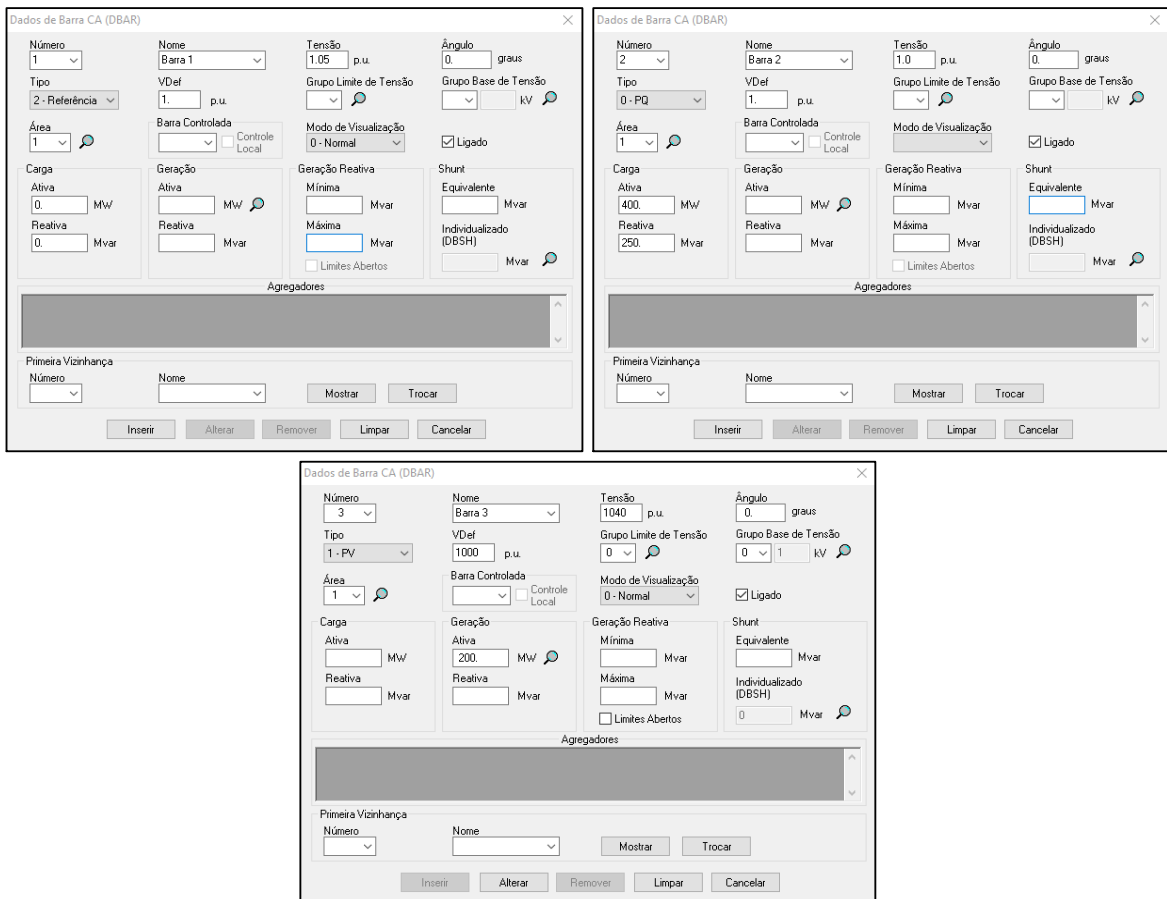 Dados de Barra CA (DBAR)
Número Nome Tensão Ângulo
1 Barra 1 1.05 p.u. 0. graus
Tipo VDef Grupo Limite de Tensão Grupo Base de Tensão
2 - Referência 1. p.u. kV
Área Barra Controlada Modo de Visualização
1 Controle Local 0 - Normal Ligado
Carga Geração Geração Reativa Shunt
Ativa Ativa Mínima Equivalente
0. MW MW Mvar Mvar
Reativa Reativa Máxima Individualizado (DBSH)
0. Mvar Mvar Mvar
Limites Abertos Mvar
Agregadores
Primeira Vizinhança
Número Nome
Mostrar Trocar
Inserir Alterar Remover Limpar Cancelar
Dados de Barra CA (DBAR)
Número Nome Tensão Ângulo
2 Barra 2 1.0 p.u. 0. graus
Tipo VDef Grupo Limite de Tensão Grupo Base de Tensão
0 - PQ 1. p.u. kV
Área Barra Controlada Modo de Visualização
1 Controle Local Ligado
Carga Geração Geração Reativa Shunt
Ativa Ativa Mínima Equivalente
400. MW MW Mvar Mvar
Reativa Reativa Máxima Individualizado (DBSH)
250. Mvar Mvar Mvar
Limites Abertos Mvar
Agregadores
Primeira Vizinhança
Número Nome
Mostrar Trocar
Inserir Alterar Remover Limpar Cancelar
Dados de Barra CA (DBAR)
Número Nome Tensão Ângulo
3 Barra 3 1040 p.u. 0. graus
Tipo VDef Grupo Limite de Tensão Grupo Base de Tensão
1 - PV 1000 p.u. 0 0 1 kV
Área Barra Controlada Modo de Visualização
1 Controle Local 0 - Normal Ligado
Carga Geração Geração Reativa Shunt
Ativa Ativa Mínima Equivalente
MW 200. MW Mvar Mvar
Reativa Reativa Máxima Individualizado (DBSH)
Mvar Mvar Mvar 0 Mvar
Limites Abertos
Agregadores
Primeira Vizinhança
Número Nome
Mostrar Trocar
Inserir Alterar Remover Limpar Cancelar